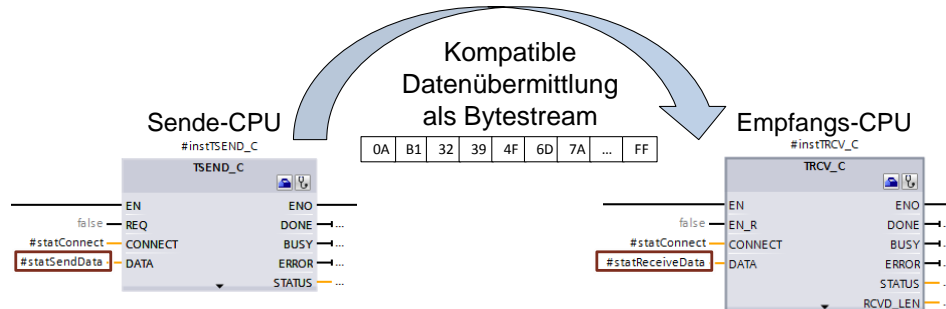 Kompatible
Datenübermittlung
als Bytestream
0A B1 32 39 4F 6D 7A ... FF
Sende-CPU
#instTSEND_C
TSEND_C
EN ENO
false REQ DONE ...
#statConnect CONNECT BUSY ...
#statSendData DATA ERROR ...
STATUS ...
Empfangs-CPU
#instTRCV_C
TRCV_C
EN ENO
false EN_R DONE ...
#statConnect CONNECT BUSY ...
#statReceiveData DATA ERROR ...
STATUS ...
RCVD_LEN ...